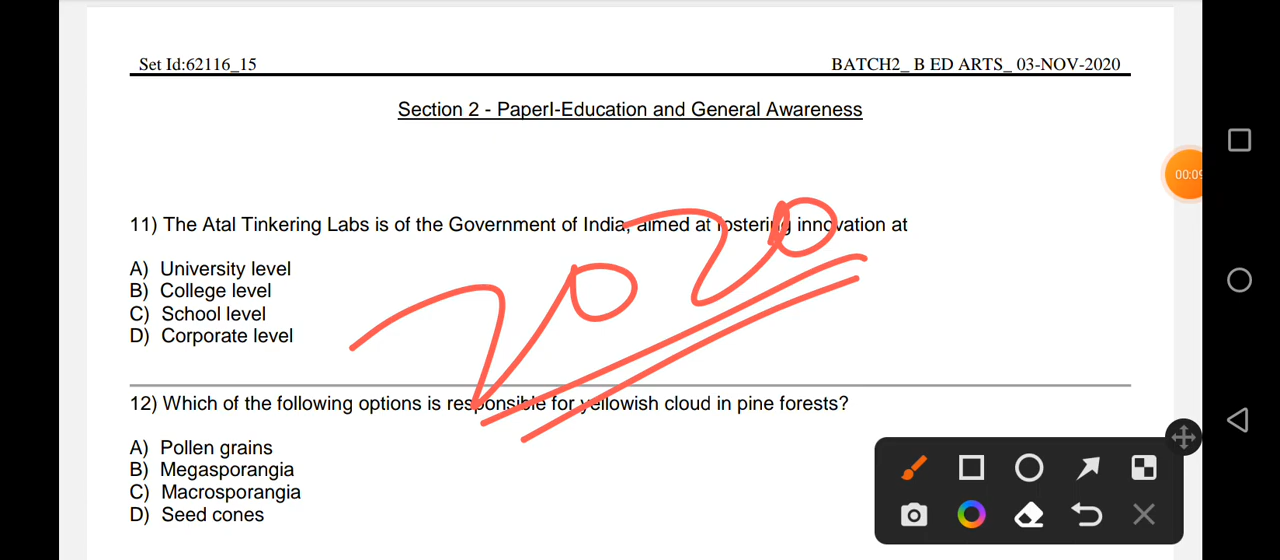 Set Id:62116_15
BATCH2_ B ED ARTS_ 03-NOV-2020
Section 2 - PaperI-Education and General Awareness
00:09
11) The Atal Tinkering Labs is of the Government of India, aimed at fostering innovation at
2020
A) University level
B) College level
C) School level
D) Corporate level
12) Which of the following options is responsible for yellowish cloud in pine forests?
A) Pollen grains
B) Megasporangia
C) Macrosporangia
D) Seed cones